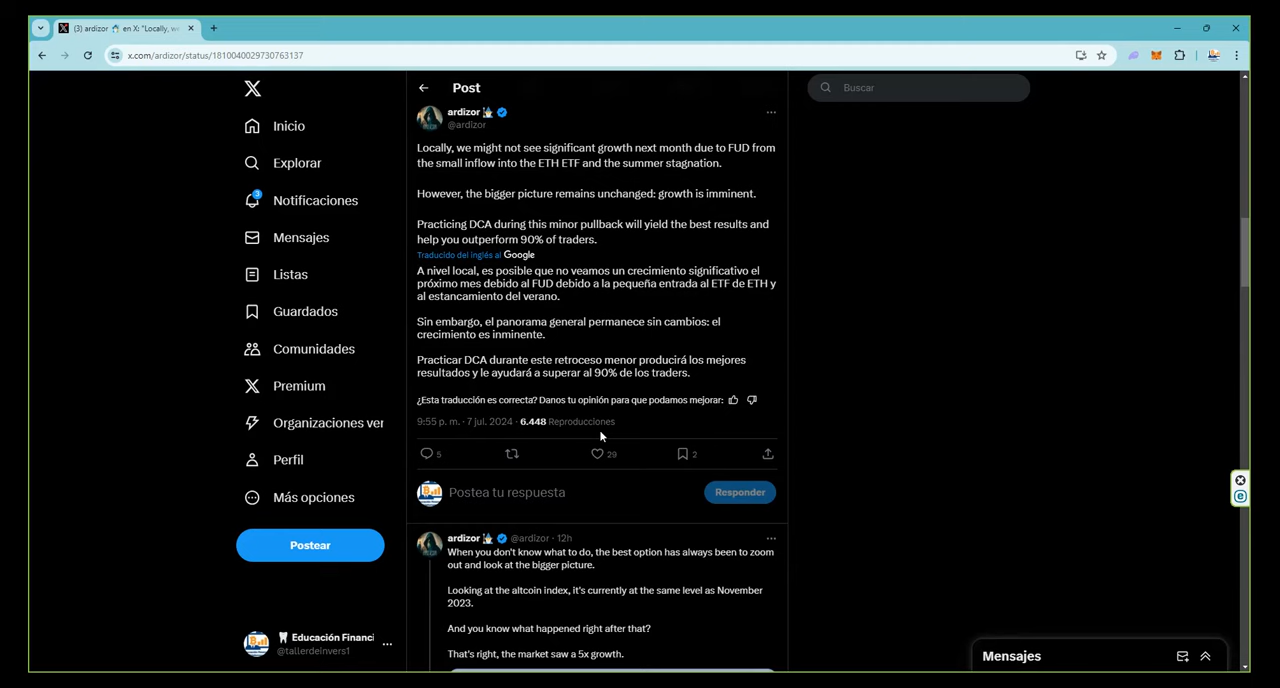 (3) ardizor en X: "Locally, we
x.com/ardizor/status/1810040029730763137
Post
Buscar
Inicio
Explorar
3
Notificaciones
Mensajes
Listas
Guardados
Comunidades
Premium
Organizaciones ver
Perfil
Más opciones
Postear
Educación Financi
@tallerdeinvers1
ardizor
@ardizor
Locally, we might not see significant growth next month due to FUD from
the small inflow into the ETH ETF and the summer stagnation.
However, the bigger picture remains unchanged: growth is imminent.
Practicing DCA during this minor pullback will yield the best results and
help you outperform 90% of traders.
Traducido del inglés al Google
A nivel local, es posible que no veamos un crecimiento significativo el
próximo mes debido al FUD debido a la pequeña entrada al ETF de ETH y
al estancamiento del verano.
Sin embargo, el panorama general permanece sin cambios: el
crecimiento es inminente.
Practicar DCA durante este retroceso menor producirá los mejores
resultados y le ayudará a superar al 90% de los traders.
¿Esta traducción es correcta? Danos tu opinión para que podamos mejorar:
9:55 p. m. · 7 jul. 2024 · 6.448 Reproducciones
5 29 2
Postea tu respuesta
Responder
ardizor @ardizor · 12h
When you don't know what to do, the best option has always been to zoom
out and look at the bigger picture.
Looking at the altcoin index, it's currently at the same level as November
2023.
And you know what happened right after that?
That's right, the market saw a 5x growth.
Mensajes